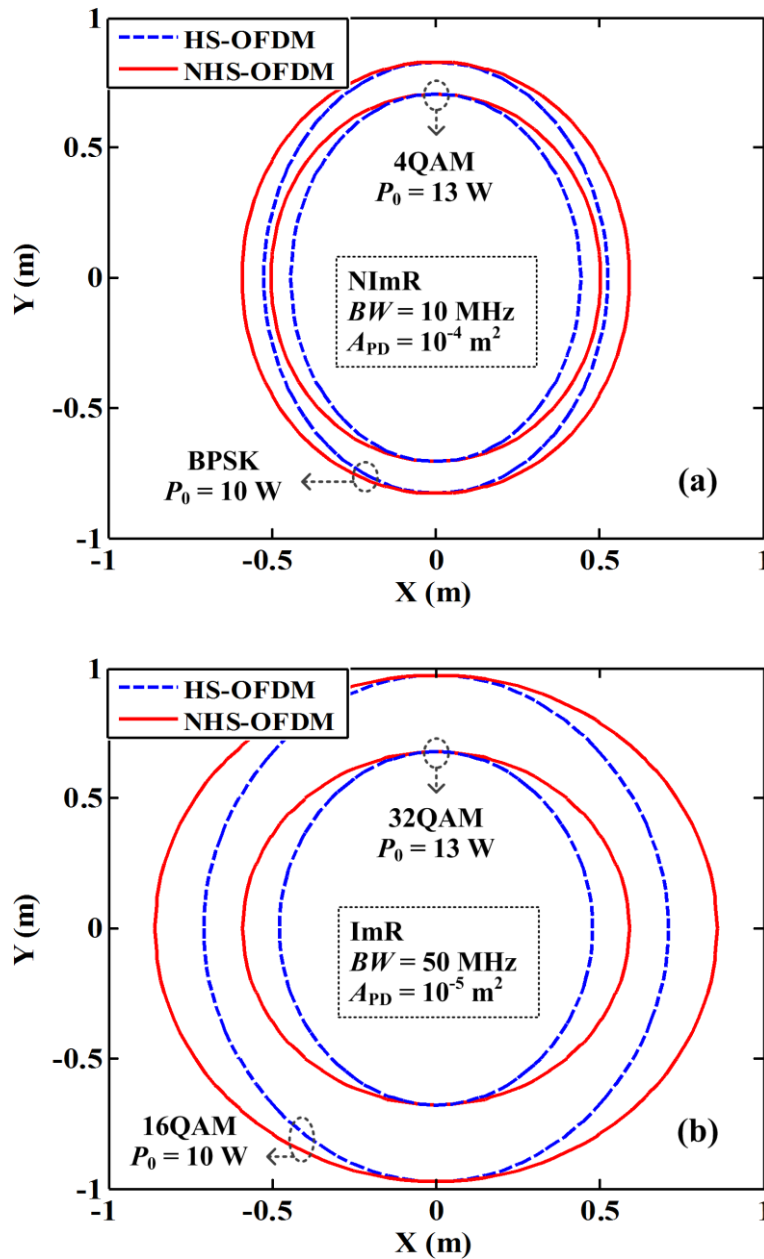 HS-OFDM
NHS-OFDM
1
0.5
0
-0.5
-1
Y (m)
4QAM
P₀ = 13 W
NImR
BW = 10 MHz
A_PD = 10⁻⁴ m²
BPSK
P₀ = 10 W
(a)
-1
-0.5
0
0.5
1
X (m)
HS-OFDM
NHS-OFDM
1
0.5
0
-0.5
-1
Y (m)
32QAM
P₀ = 13 W
ImR
BW = 50 MHz
A_PD = 10⁻⁵ m²
16QAM
P₀ = 10 W
(b)
-1
-0.5
0
0.5
1
X (m)